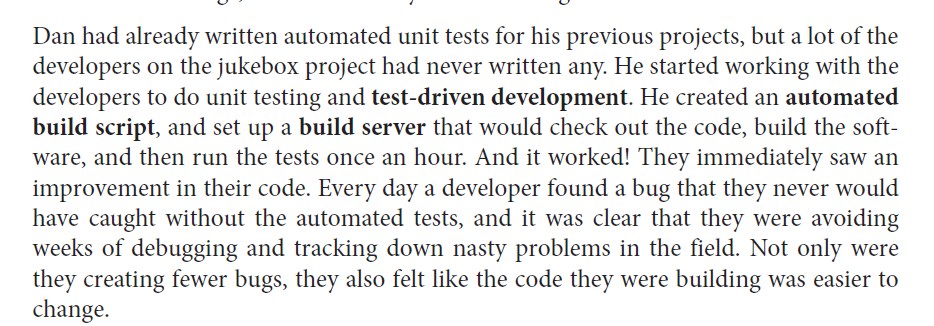 Dan had already written automated unit tests for his previous projects, but a lot of the
developers on the jukebox project had never written any. He started working with the
developers to do unit testing and test-driven development. He created an automated
build script, and set up a build server that would check out the code, build the soft-
ware, and then run the tests once an hour. And it worked! They immediately saw an
improvement in their code. Every day a developer found a bug that they never would
have caught without the automated tests, and it was clear that they were avoiding
weeks of debugging and tracking down nasty problems in the field. Not only were
they creating fewer bugs, they also felt like the code they were building was easier to
change.